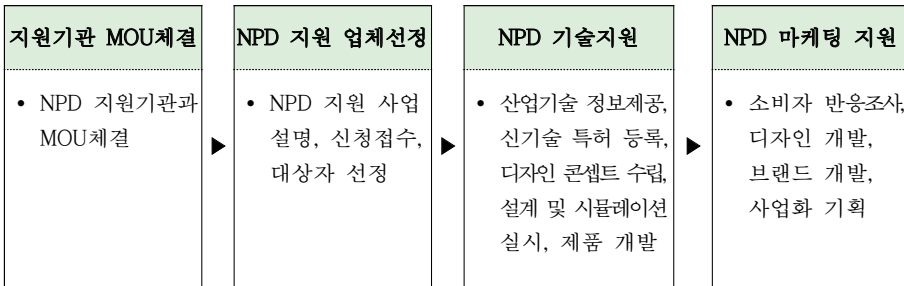 지원기관 MOU체결
• NPD 지원기관과
MOU체결
▶
NPD 지원 업체선정
• NPD 지원 사업
설명, 신청접수,
대상자 선정
▶
NPD 기술지원
• 산업기술 정보제공,
신기술 특허 등록,
디자인 콘셉트 수립,
설계 및 시뮬레이션
실시, 제품 개발
▶
NPD 마케팅 지원
• 소비자 반응조사,
디자인 개발,
브랜드 개발,
사업화 기획